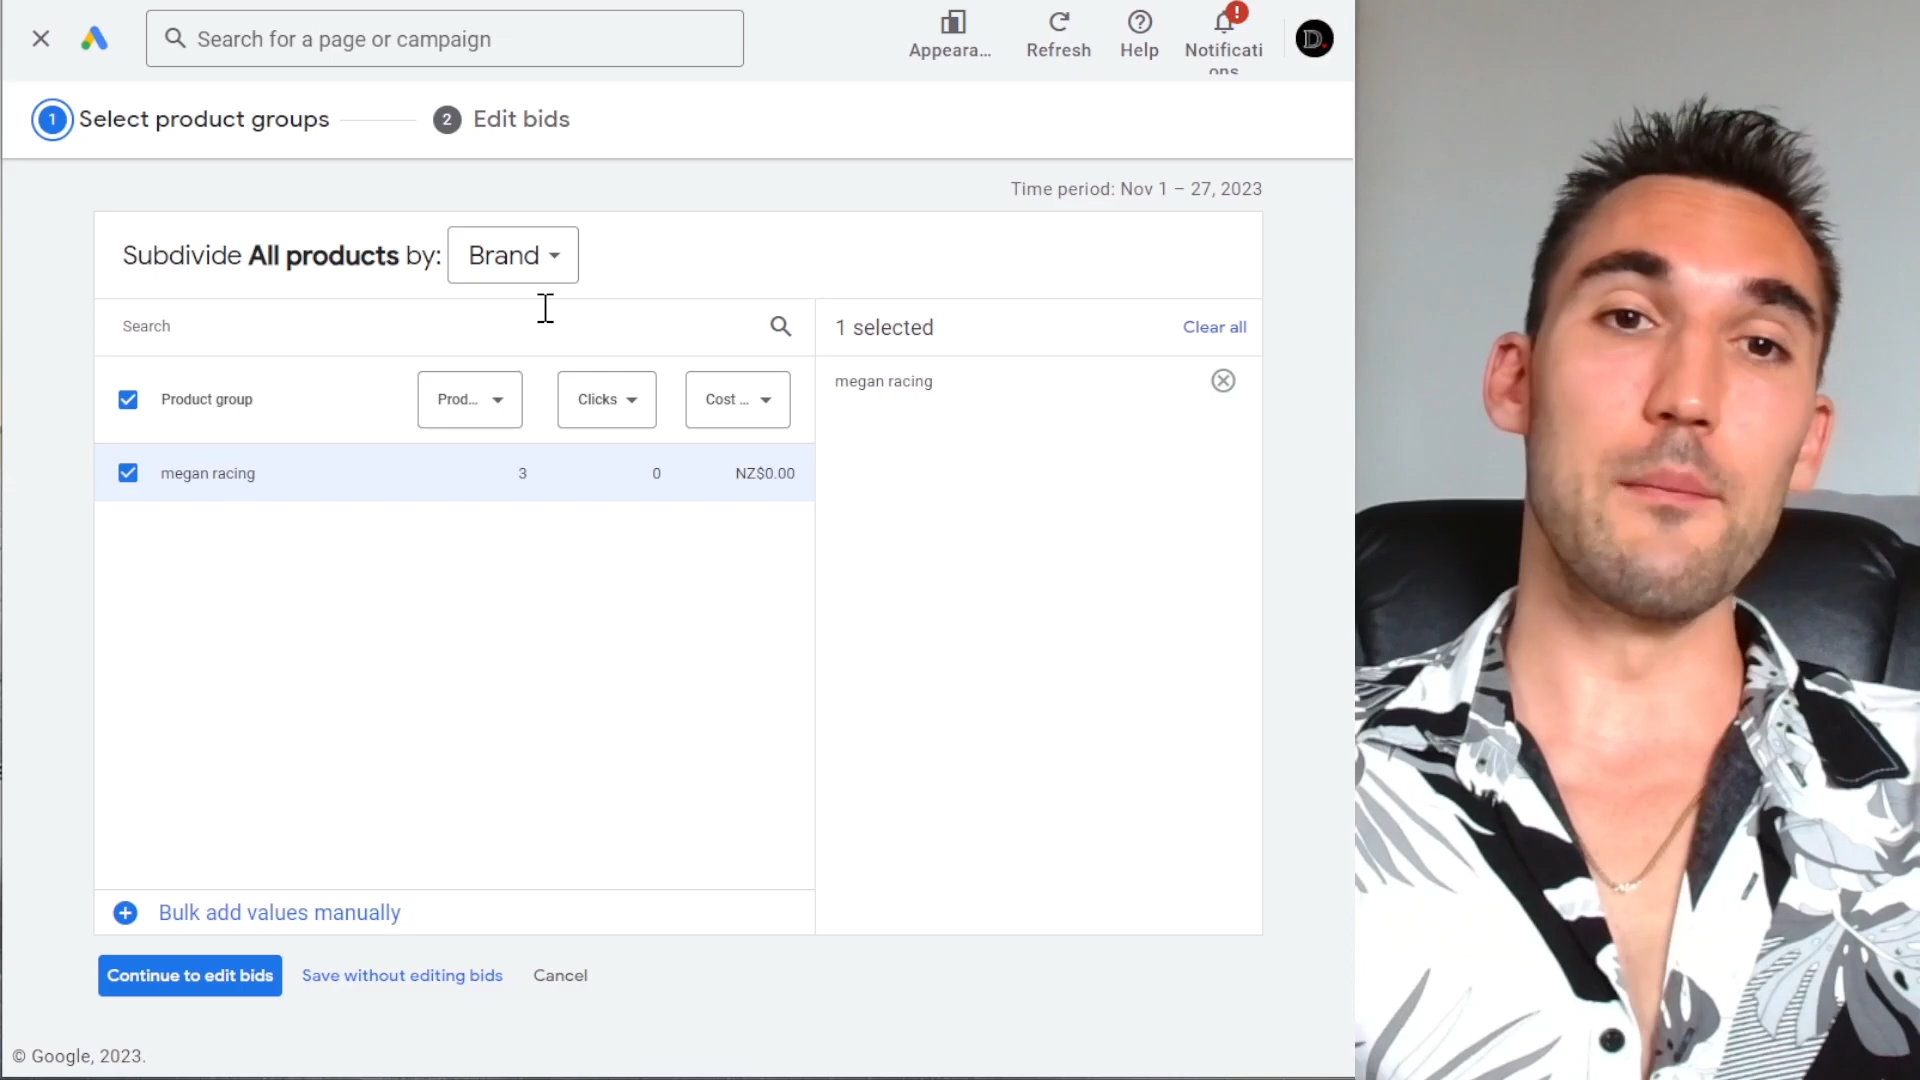 Search for a page or campaign
Appeara...
Refresh
Help
Notificati
ons
!
D.
1 Select product groups
2 Edit bids
Time period: Nov 1 – 27, 2023
Subdivide All products by: Brand
Search
1 selected
Clear all
Product group
Prod...
Clicks
Cost ...
megan racing
megan racing
3
0
NZ$0.00
Bulk add values manually
Continue to edit bids
Save without editing bids
Cancel
© Google, 2023.